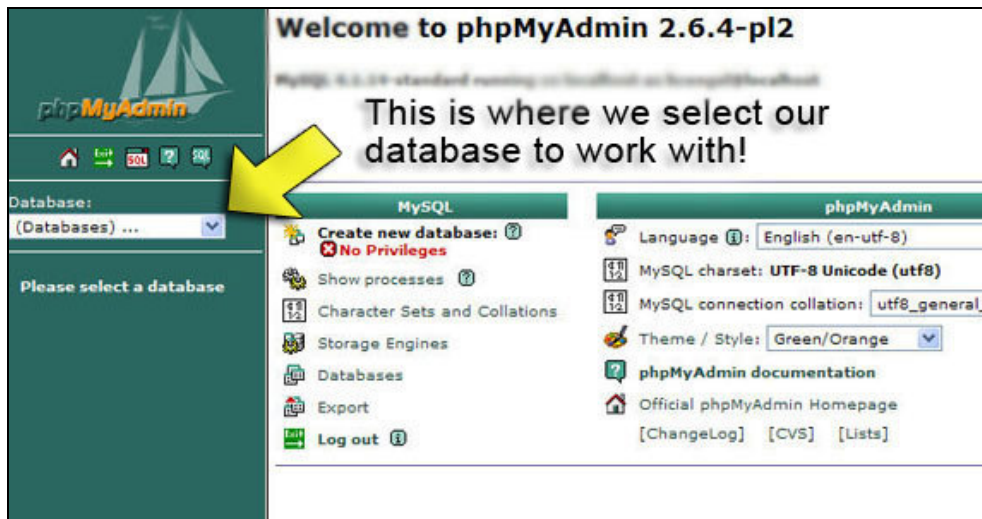 Welcome to phpMyAdmin 2.6.4-pl2
phpMyAdmin
This is where we select our
database to work with!
Exit
SQL
SQL
Database:
(Databases) ...
Please select a database
MySQL
Create new database:
No Privileges
Show processes
Character Sets and Collations
Storage Engines
Databases
Export
Log out
phpMyAdmin
Language : English (en-utf-8)
MySQL charset: UTF-8 Unicode (utf8)
MySQL connection collation: utf8_general_
Theme / Style: Green/Orange
phpMyAdmin documentation
Official phpMyAdmin Homepage
[ChangeLog] [CVS] [Lists]